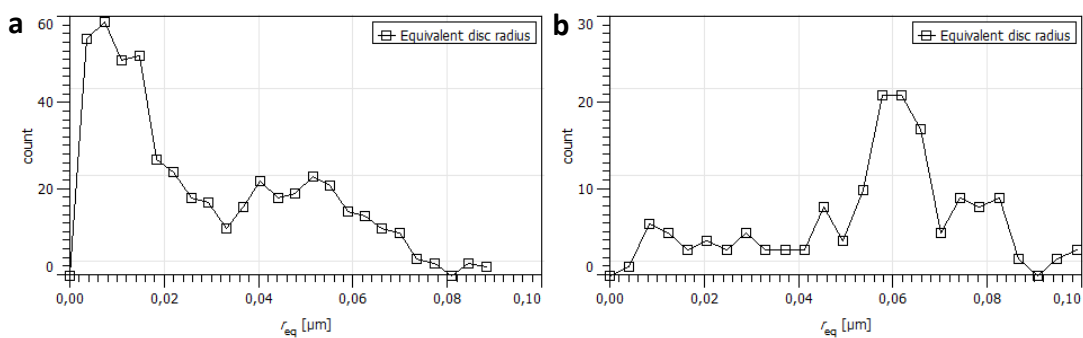 a
60
40
20
0
count
Equivalent disc radius
0,00 0,02 0,04 0,06 0,08 0,10
r_eq [µm]
b
30
20
10
0
count
Equivalent disc radius
0,00 0,02 0,04 0,06 0,08 0,10
r_eq [µm]